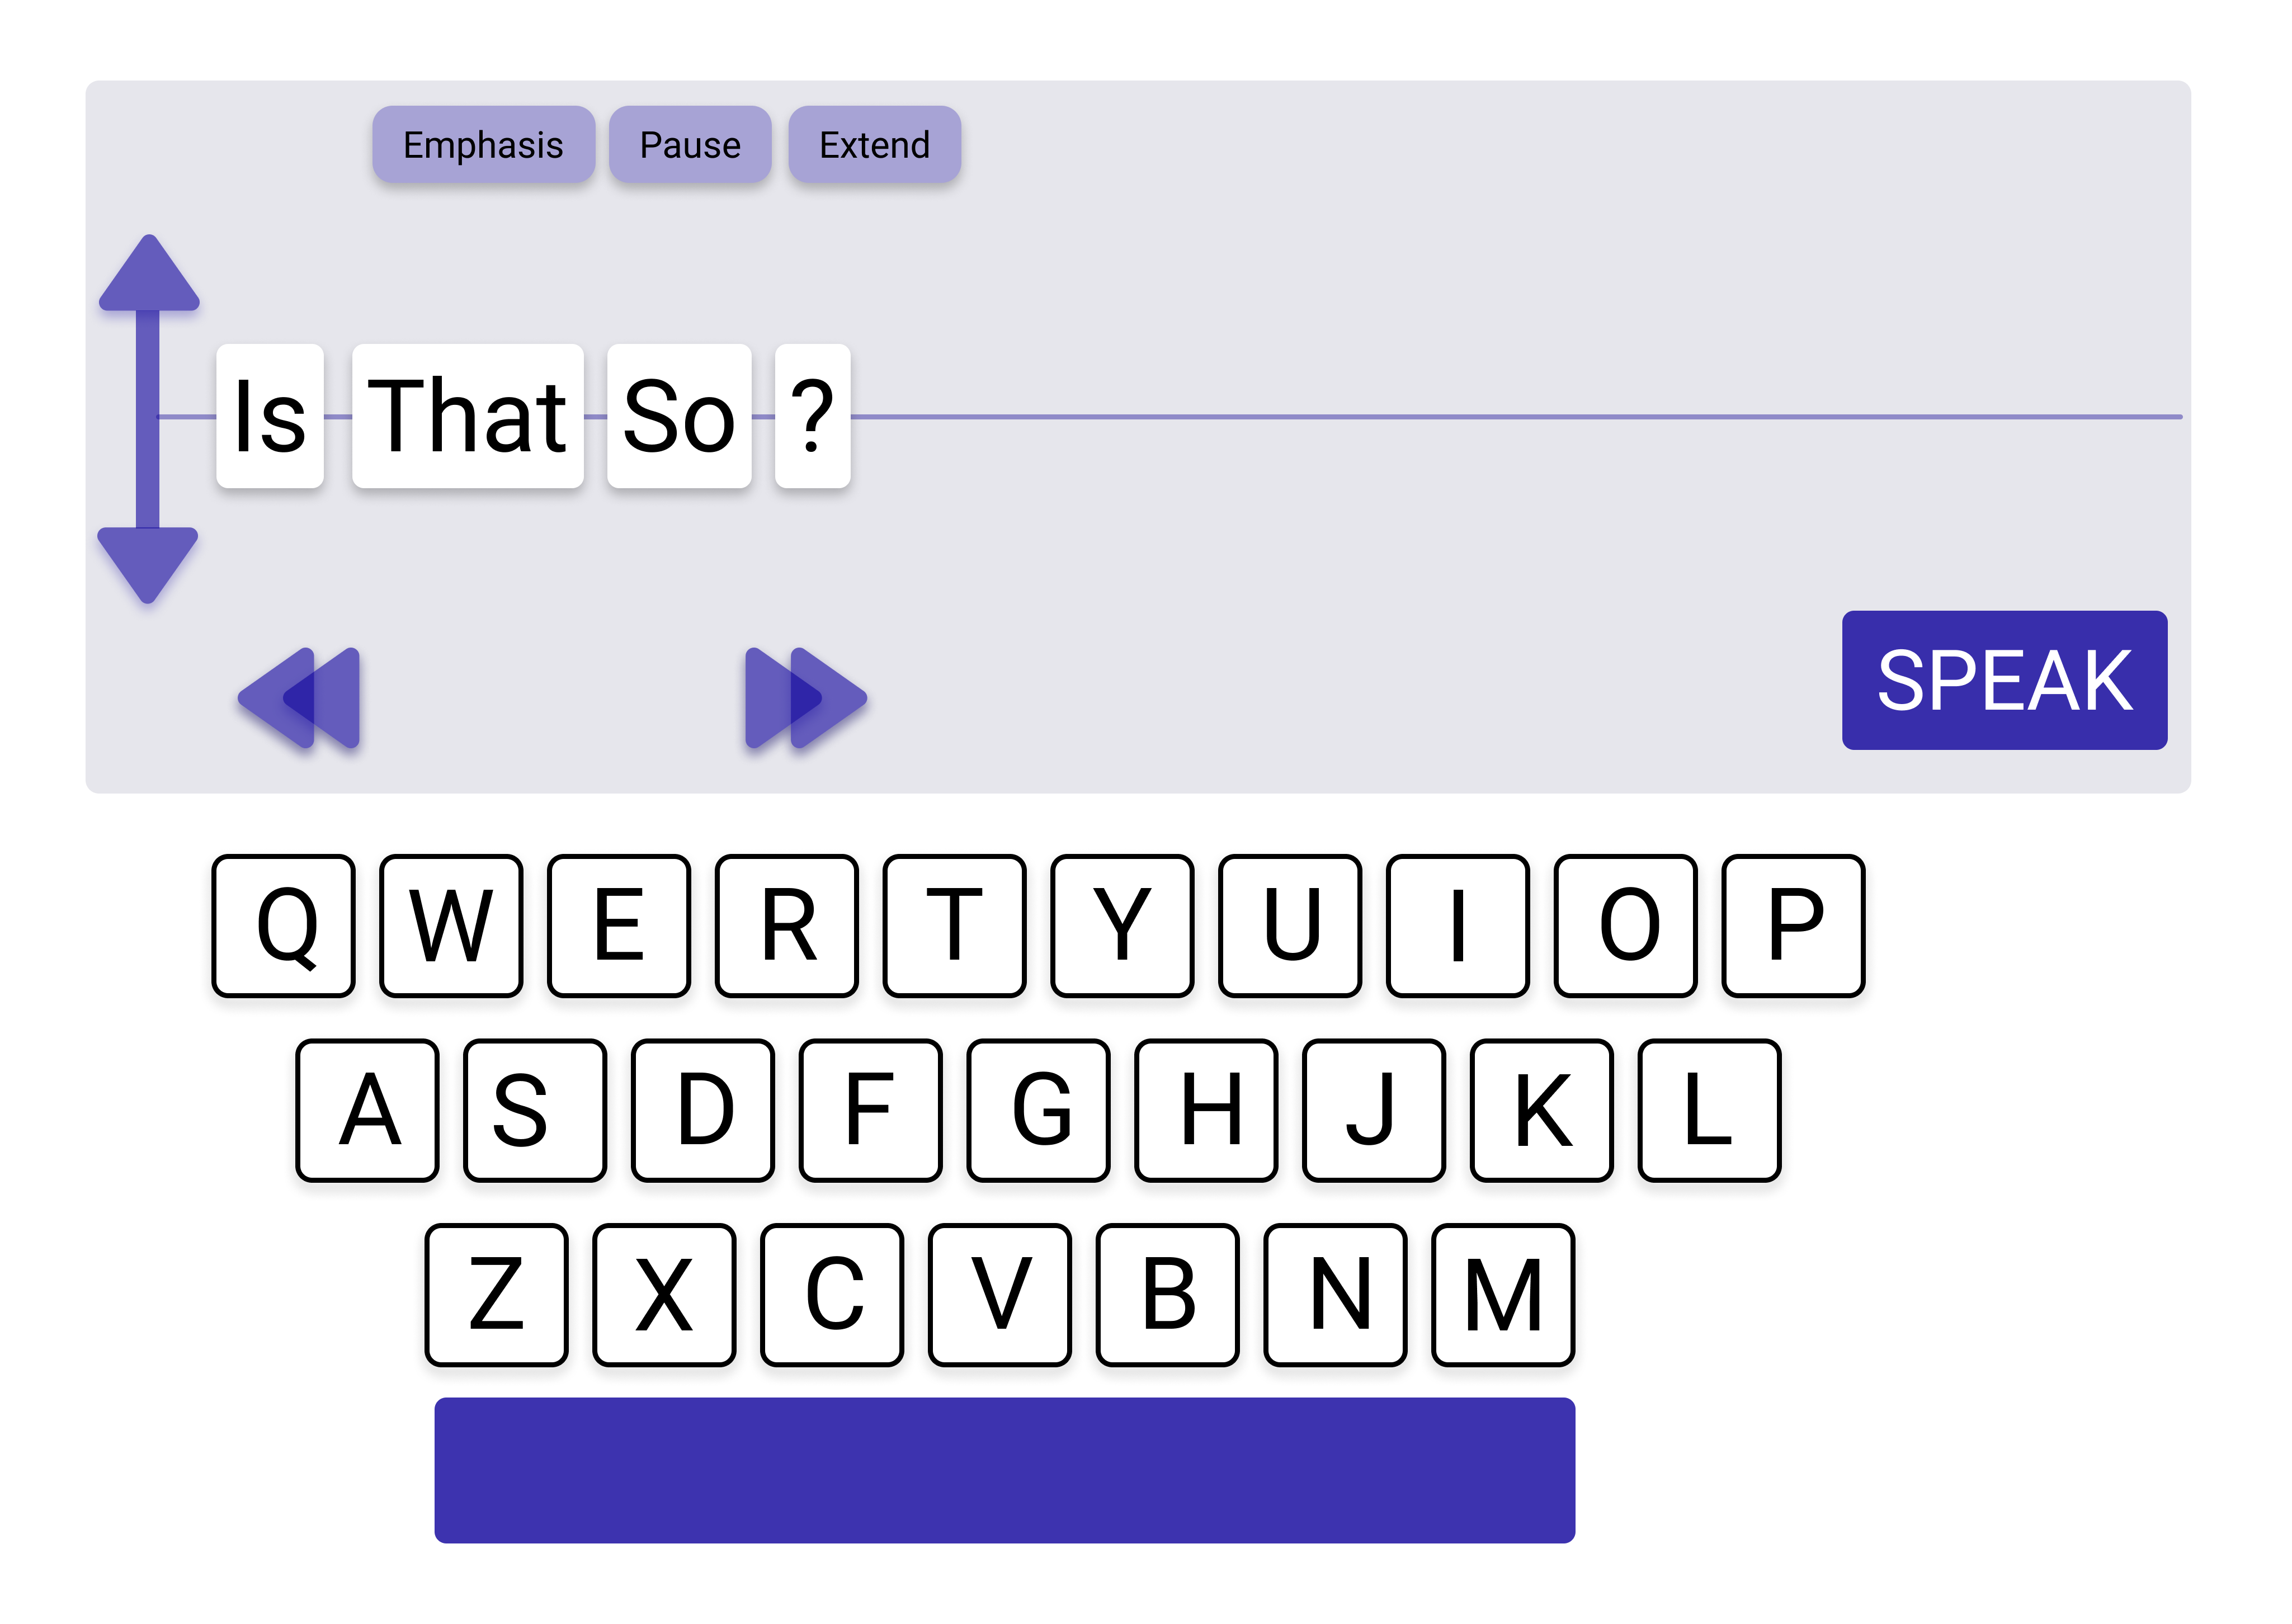 Emphasis Pause Extend
Is That So ?
SPEAK
Q W E R T Y U I O P
A S D F G H J K L
Z X C V B N M